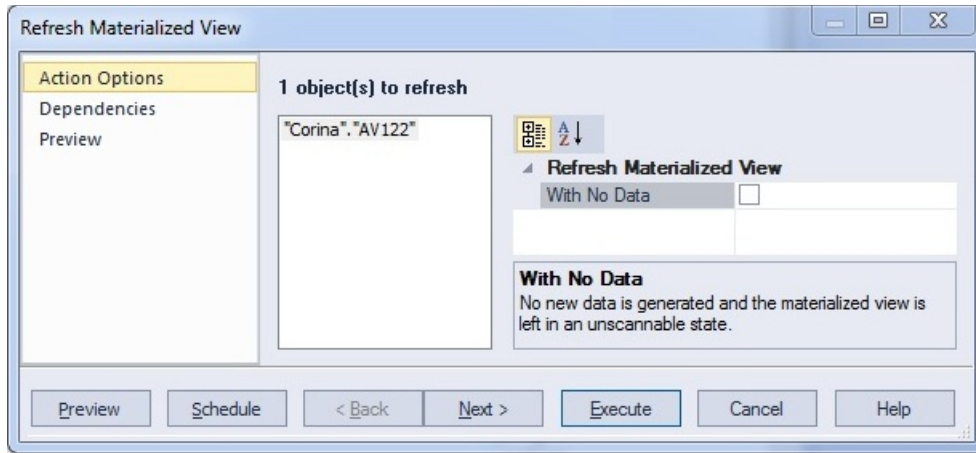 Refresh Materialized View
Action Options
Dependencies
Preview
1 object(s) to refresh
"Corina"."AV122"
A
Z
Refresh Materialized View
With No Data
With No Data
No new data is generated and the materialized view is
left in an unscannable state.
Preview
Schedule
< Back
Next >
Execute
Cancel
Help